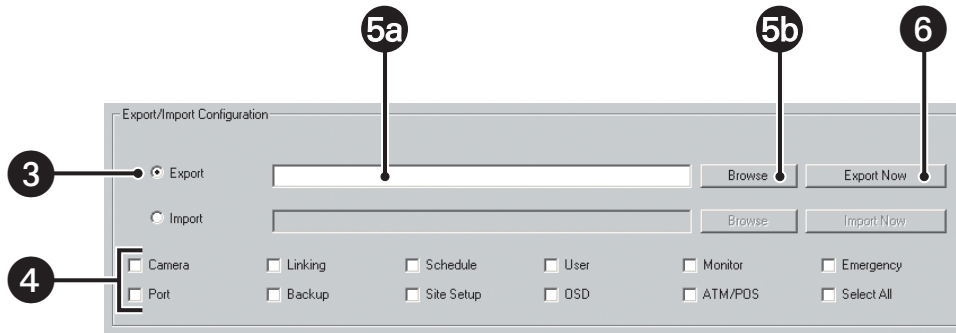 5a 5b 6
Export/Import Configuration
3 Export Browse Export Now
Import Browse Import Now
4
Camera Linking Schedule User Monitor Emergency
Port Backup Site Setup OSD ATM/POS Select All